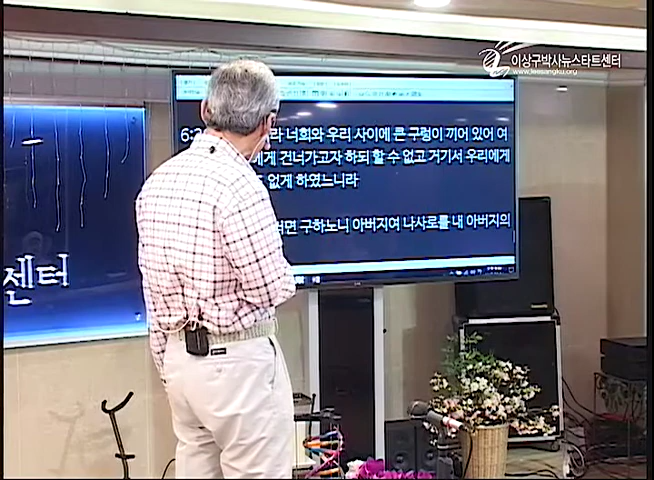 이상구박사뉴스타트센터
www.leesangku.org
라 너희와 우리 사이에 큰 구렁이 끼어 있어 여
에게 건너가고자 하되 할 수 없고 거기서 우리에게
없게 하였느니라
구하노니 아버지여 나사로를 내 아버지의
센터